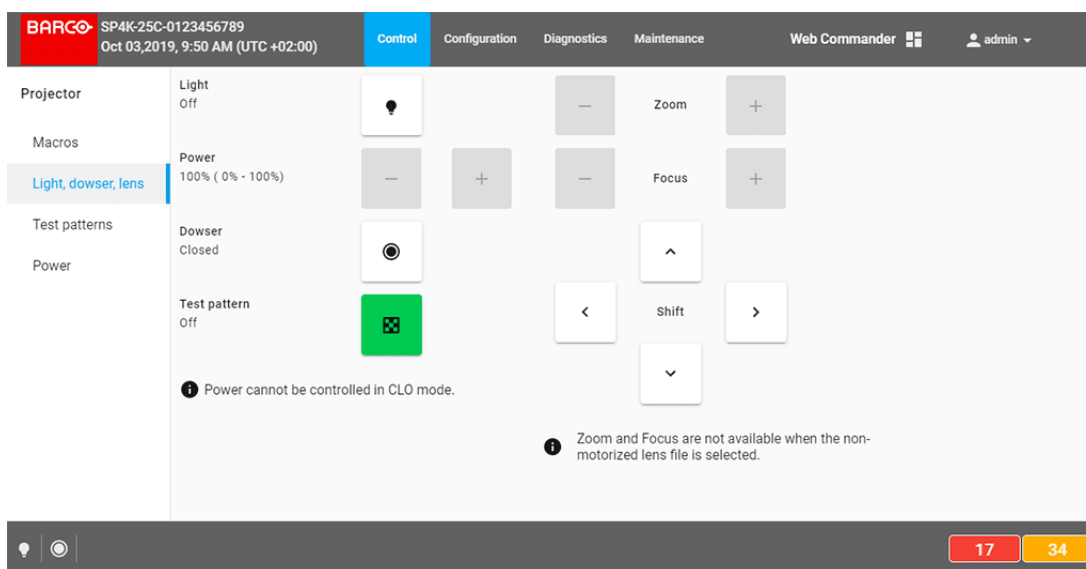 BARCO
SP4K-25C-0123456789
Oct 03,2019, 9:50 AM (UTC +02:00)
Control
Configuration
Diagnostics
Maintenance
Web Commander
admin
Projector
Macros
Light, dowser, lens
Test patterns
Power
Light
Off
Power
100% ( 0% - 100%)
Dowser
Closed
Test pattern
Off
Power cannot be controlled in CLO mode.
− Zoom +
− +
− Focus +
Shift
Zoom and Focus are not available when the non-
motorized lens file is selected.
17
34